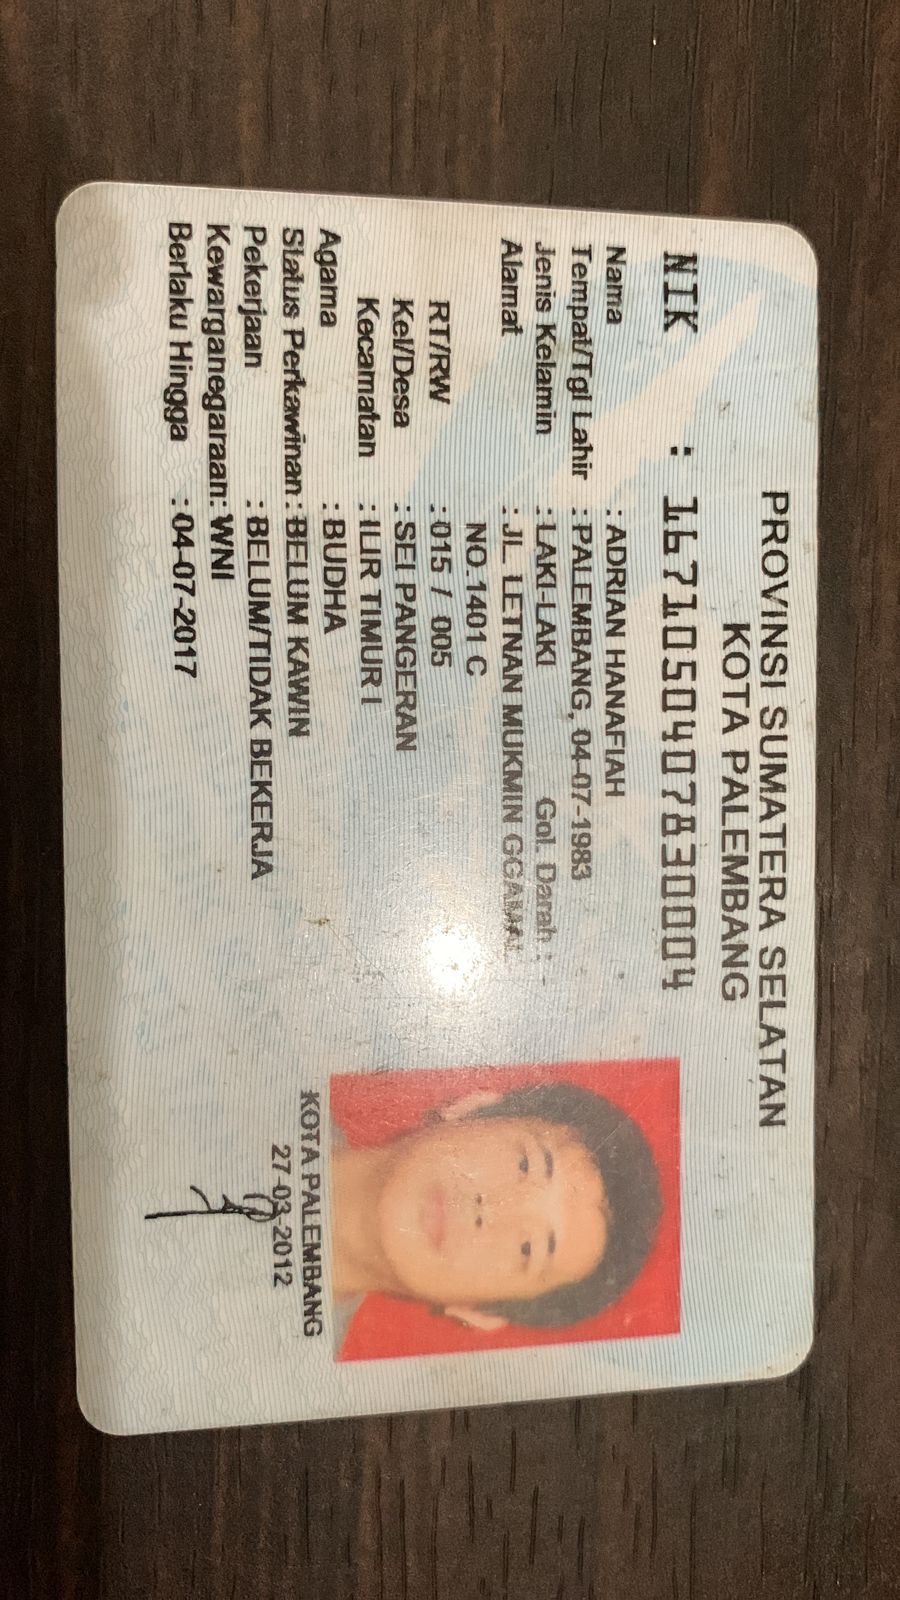 PROVINSI SUMATERA SELATAN
KOTA PALEMBANG
NIK : 1671050407830004
Nama : ADRIAN HANAFIAH
Tempat/Tgl Lahir : PALEMBANG, 04-07-1983
Jenis Kelamin : LAKI-LAKI Gol. Darah : -
Alamat : JL. LETNAN MUKMIN
NO.1401 C
RT/RW : 015 / 005
Kel/Desa : SEI PANGERAN
Kecamatan : ILIR TIMUR I
Agama : BUDHA
Status Perkawinan : BELUM KAWIN
Pekerjaan : BELUM/TIDAK BEKERJA
Kewarganegaraan: WNI
Berlaku Hingga : 04-07-2017
KOTA PALEMBANG
27-03-2012